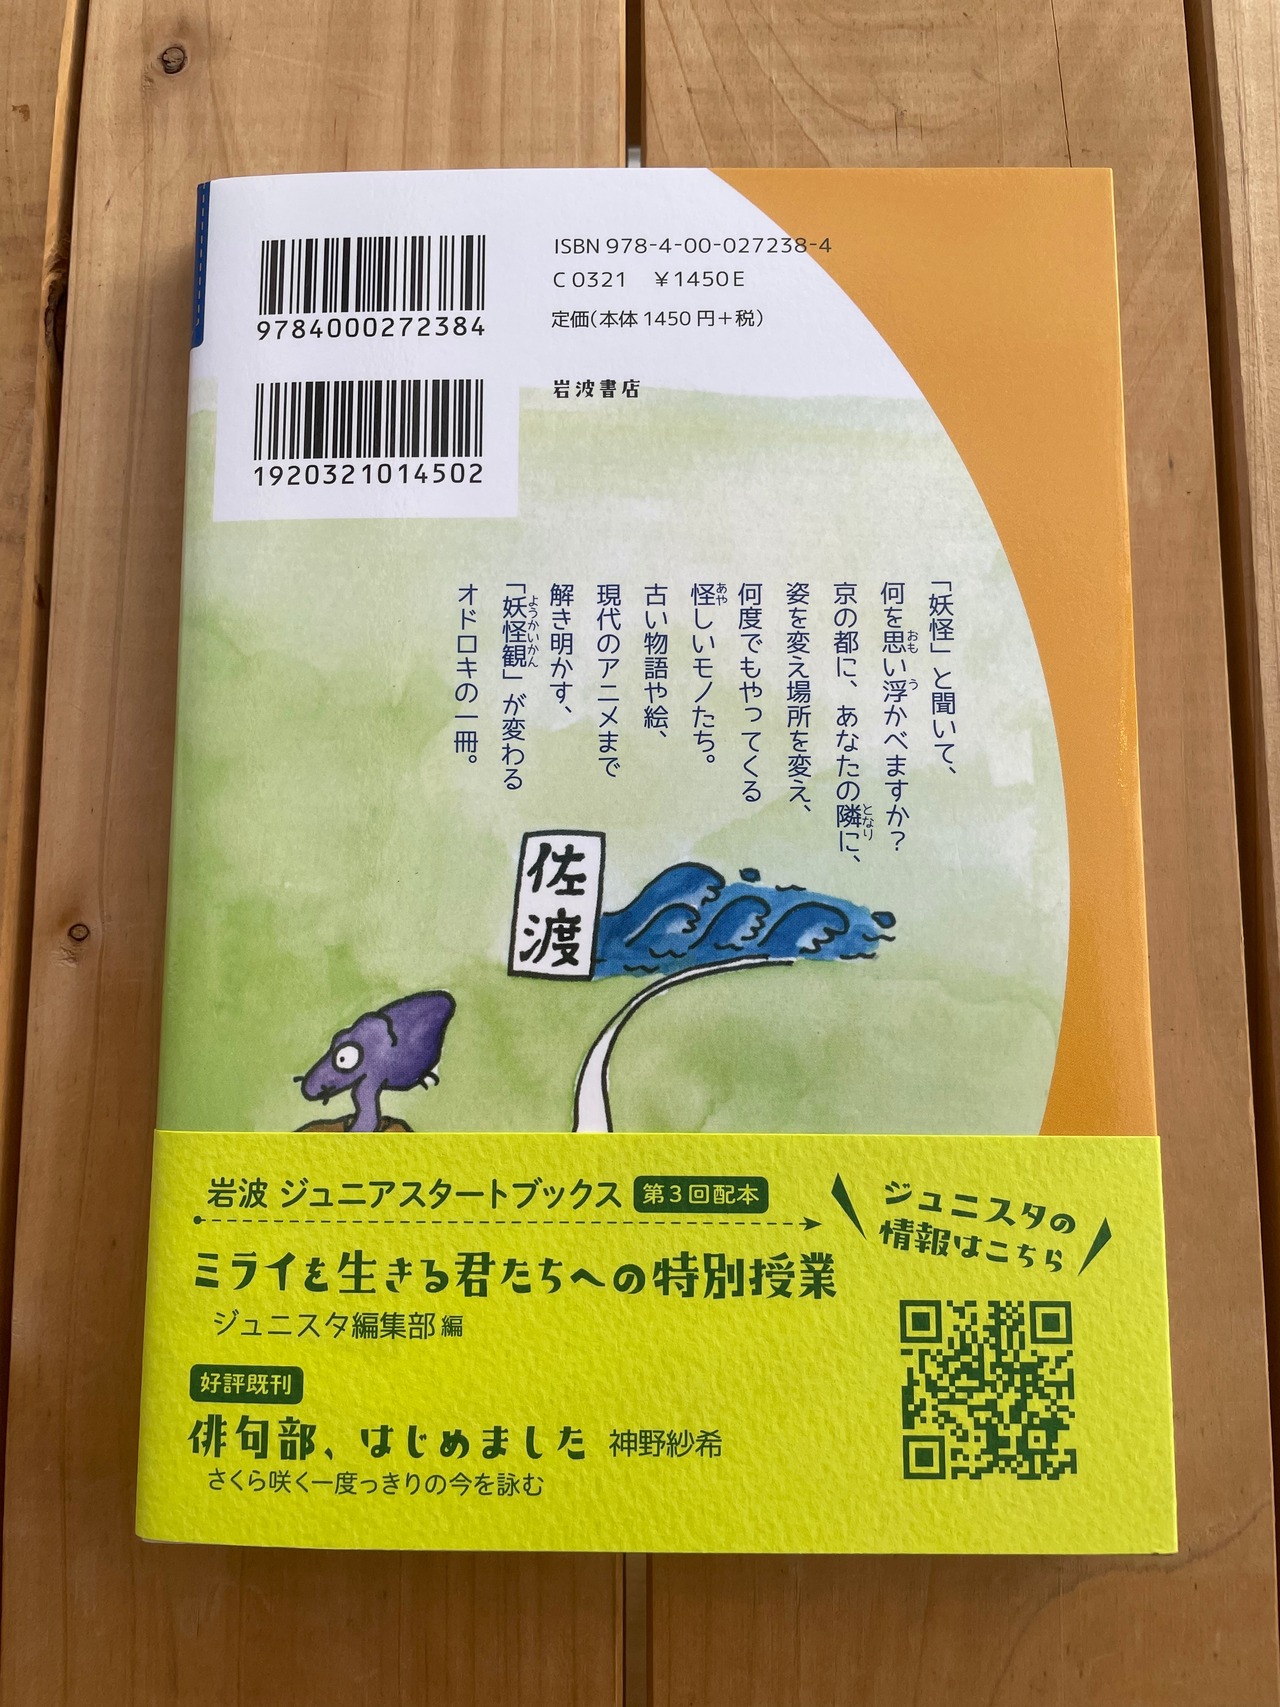 ISBN 978-4-00-027238-4
C 0321 ¥1450 E
定価(本体 1450 円+税)
9784000272384
岩波書店
1920321014502
「妖怪」と聞いて、
何を思い浮かべますか?
京の都に、あなたの隣に、
姿を変え場所を変え、
何度でもやってくる
怪しいモノたち。
古い物語や絵、
現代のアニメまで
解き明かす、
「妖怪観」が変わる
オドロキの一冊。
佐渡
岩波 ジュニアスタートブックス 第3回配本
ミライを生きる君たちへの特別授業
ジュニスタ編集部 編
好評既刊
俳句部、はじめました 神野紗希
さくら咲く一度っきりの今を詠む
ジュニスタの
情報はこちら